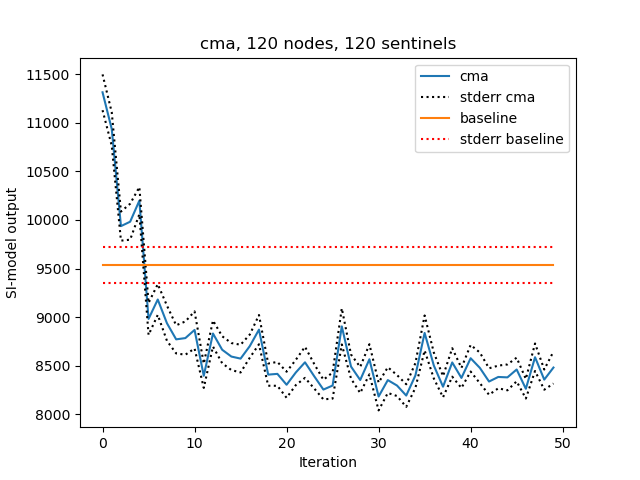 cma, 120 nodes, 120 sentinels
cma
stderr cma
baseline
stderr baseline
SI-model output
11500
11000
10500
10000
9500
9000
8500
8000
0 10 20 30 40 50
Iteration